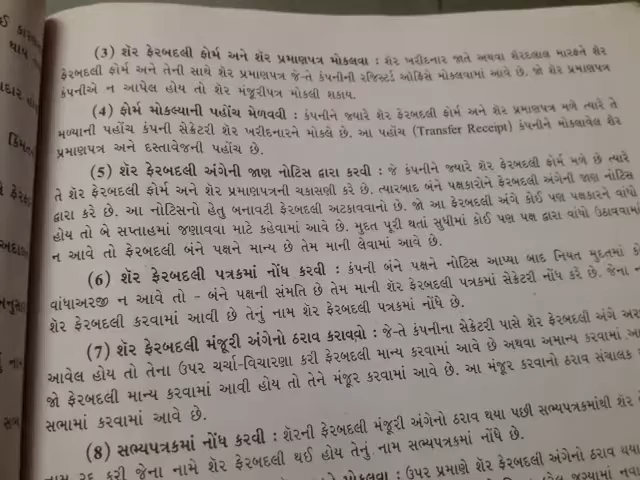 (3) શૅર ફેરબદલી ફોર્મ અને શૅર પ્રમાણપત્ર મોકલવા : શૅર ખરીદનાર જાતે અથવા શેરદલાલ મારફતે શૅર
ફેરબદલી ફોર્મ અને તેની સાથે શૅર પ્રમાણપત્ર જે-તે કંપનીની રજિસ્ટર્ડ ઑફિસે મોકલવામાં આવે છે. જો શૅર પ્રમાણપત્ર
કંપનીએ ન આપેલ હોય તો શૅર મંજૂરીપત્ર મોકલી શકાય.
(4) ફોર્મ મોકલ્યાની પહોંચ મેળવવી : કંપનીને જ્યારે શૅર ફેરબદલી ફોર્મ અને શૅર પ્રમાણપત્ર મળે ત્યારે તે
મળ્યાની પહોંચ કંપની સેક્રેટરી શૅર ખરીદનારને મોકલે છે. આ પહોંચ (Transfer Receipt) કંપનીને મોકલાવેલ શૅર
પ્રમાણપત્ર અને દસ્તાવેજની પહોંચ છે.
(5) શૅર ફેરબદલી અંગેની જાણ નોટિસ દ્વારા કરવી : જે કંપનીને જ્યારે શૅર ફેરબદલી ફોર્મ મળે છે ત્યારે
તે શૅર ફેરબદલી ફોર્મ અને શૅર પ્રમાણપત્રની ચકાસણી કરે છે. ત્યારબાદ બંને પક્ષકારોને ફેરબદલી અંગેની જાણ નોટિસ
દ્વારા કરે છે. આ નોટિસનો હેતુ બનાવટી ફેરબદલી અટકાવવાનો છે. જો આ ફેરબદલી અંગે કોઈ પણ પક્ષકારને વાંધો
હોય તો બે સપ્તાહમાં જણાવવા માટે કહેવામાં આવે છે. મુદત પૂરી થતાં સુધીમાં કોઈ પણ પક્ષ દ્વારા વાંધો ઉઠાવવામાં
ન આવે તો ફેરબદલી બંને પક્ષને માન્ય છે તેમ માની લેવામાં આવે છે.
(6) શૅર ફેરબદલી પત્રકમાં નોંધ કરવી : કંપની બંને પક્ષને નોટિસ આપ્યા બાદ નિયત મુદતમાં
વાંધાઅરજી ન આવે તો - બંને પક્ષની સંમતિ છે તેમ માની શૅર ફેરબદલી પત્રકમાં સેક્રેટરી નોંધ કરે છે. જેના
શૅર ફેરબદલી કરવામાં આવી છે તેનું નામ શૅર ફેરબદલી પત્રકમાં નોંધે છે.
(7) શૅર ફેરબદલી મંજૂરી અંગેનો ઠરાવ કરાવવો : જે-તે કંપનીના સેક્રેટરી પાસે શૅર ફેરબદલી અંગે
આવેલ હોય તો તેના ઉપર ચર્ચા-વિચારણા કરી ફેરબદલી માન્ય કરવામાં આવે છે અથવા અમાન્ય કરવામાં
જો ફેરબદલી માન્ય કરવામાં આવી હોય તો તેને મંજૂર કરવામાં આવે છે. આ મંજૂર કરવાનો ઠરાવ સંચાલક
સભામાં કરવામાં આવે છે.
(8) સભ્યપત્રકમાં નોંધ કરવી : શૅરની ફેરબદલી મંજૂરી અંગેનો ઠરાવ થયા પછી સભ્યપત્રકમાંથી શૅર
નામ રદ કરી જેના નામે શૅર ફેરબદલી થઈ હોય તેનું નામ સભ્યપત્રકમાં નોંધે છે.
મોકલવા : ઉપર પ્રમાણે શૅર ફેરબદલી અંગેનો ઠરાવ